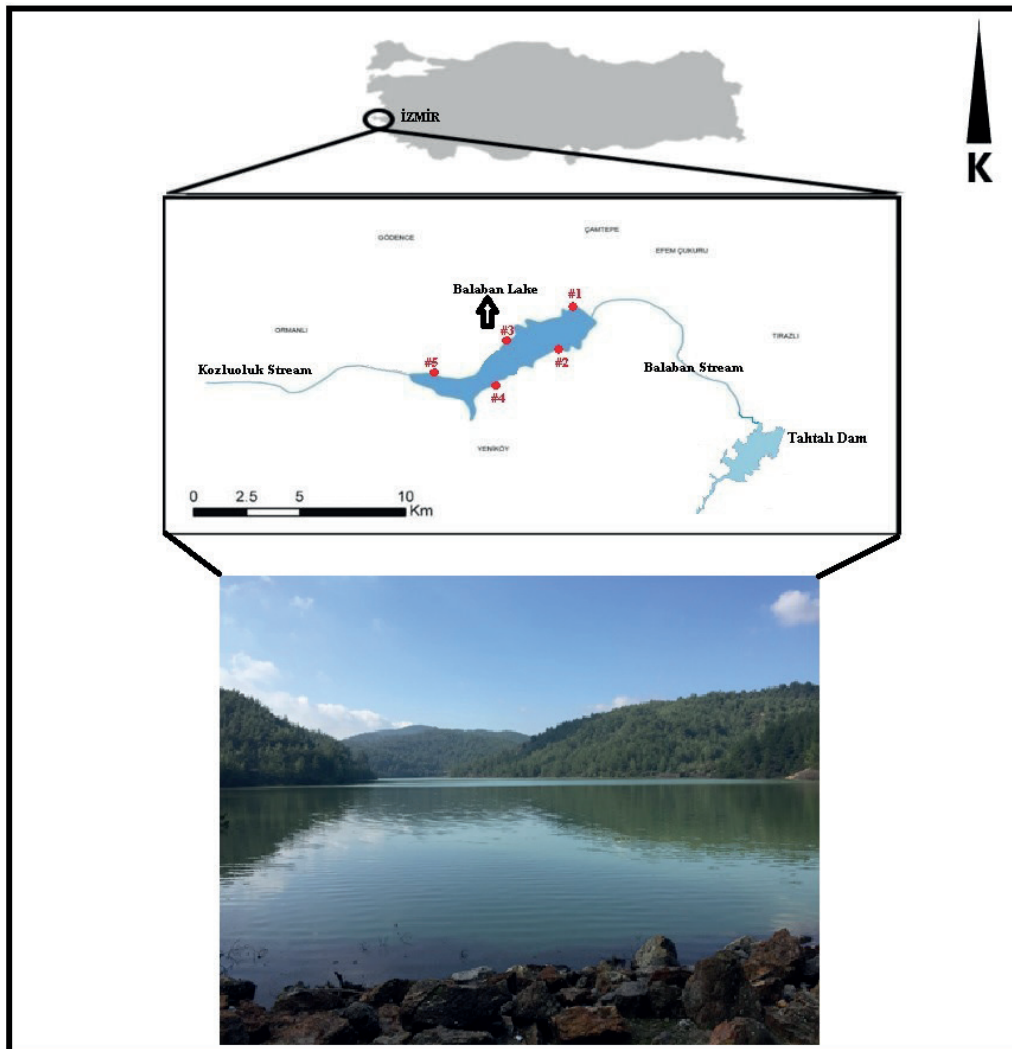 İZMİR
K
ÇAMTEPE
GÖDENCE
EFEM ÇUKURU
Balaban Lake
#1
ORMANLI
#3
TIRAZLI
#2
Kozluoluk Stream
#5
Balaban Stream
#4
Tahtalı Dam
YENİKÖY
0 2.5 5 10
Km